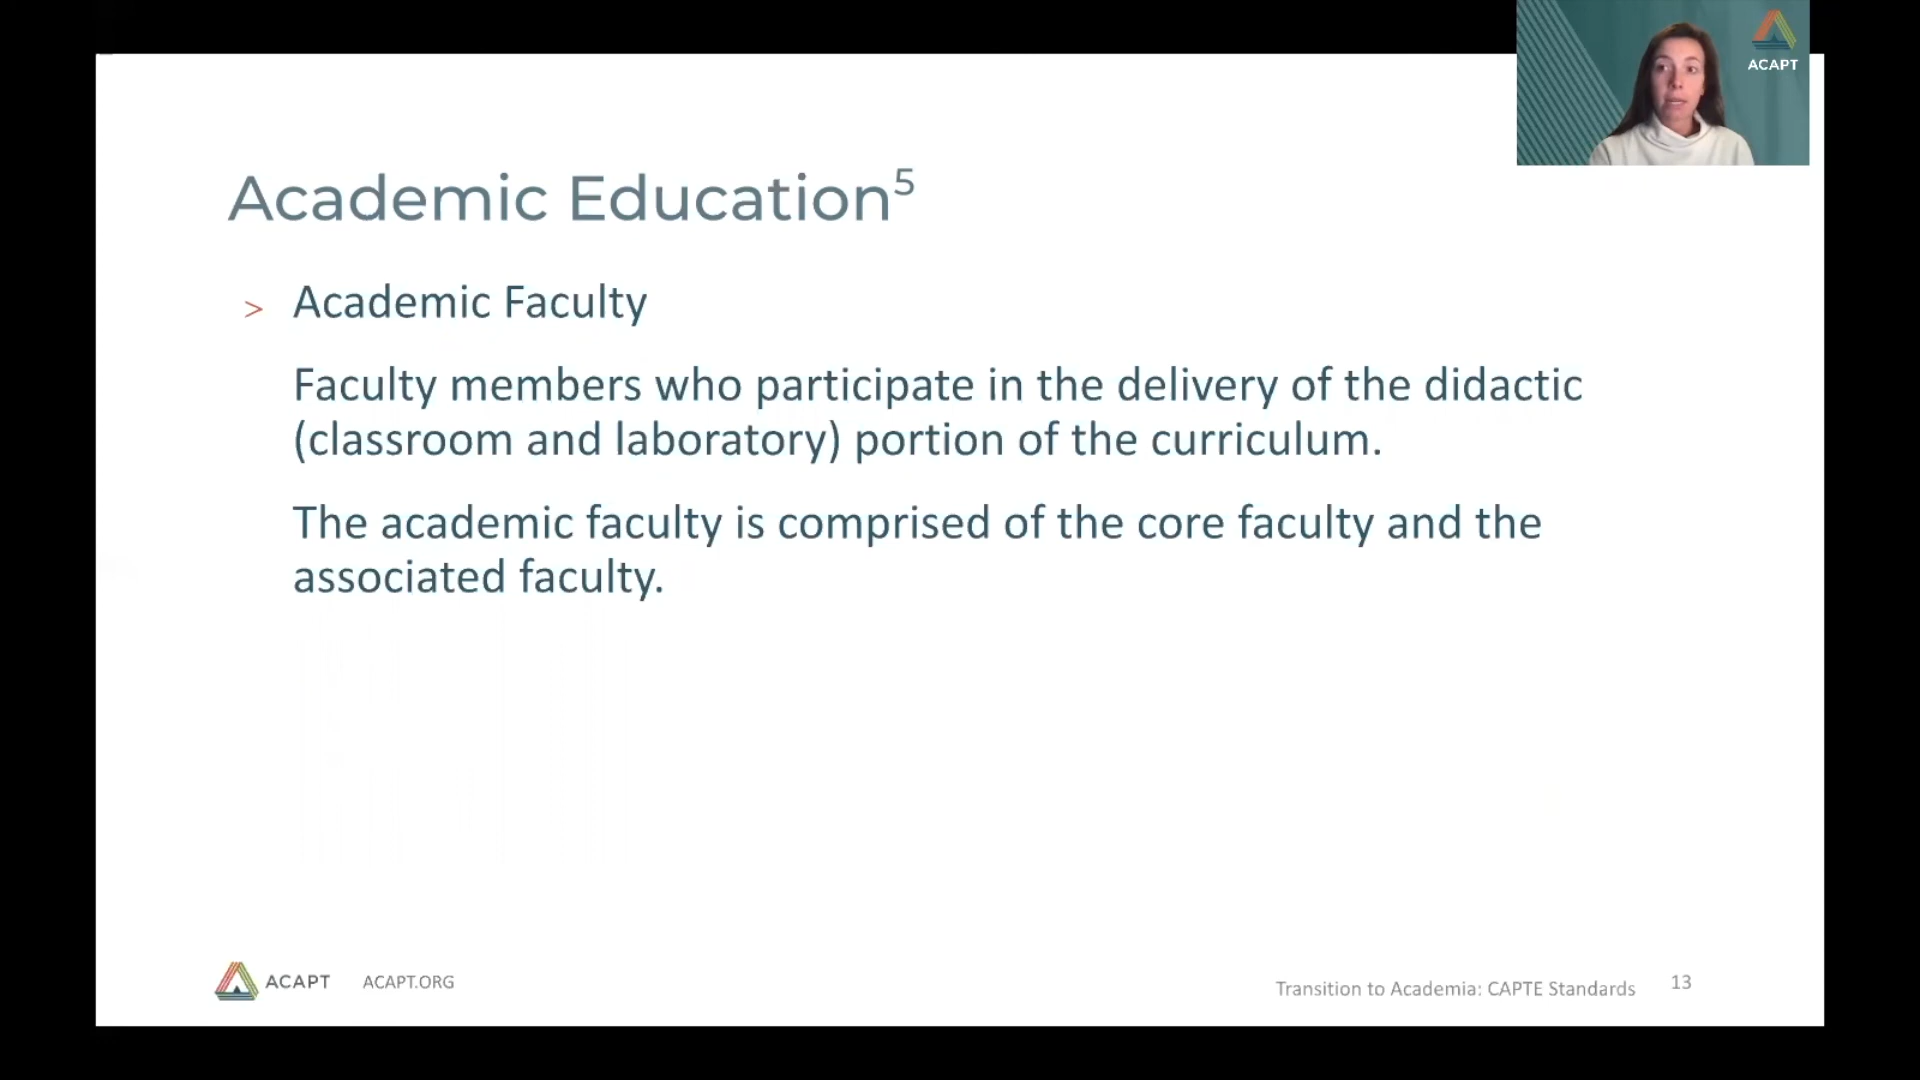 ACAPT
Academic Education5
> Academic Faculty
Faculty members who participate in the delivery of the didactic
(classroom and laboratory) portion of the curriculum.
The academic faculty is comprised of the core faculty and the
associated faculty.
ACAPT ACAPT.ORG
Transition to Academia: CAPTE Standards 13